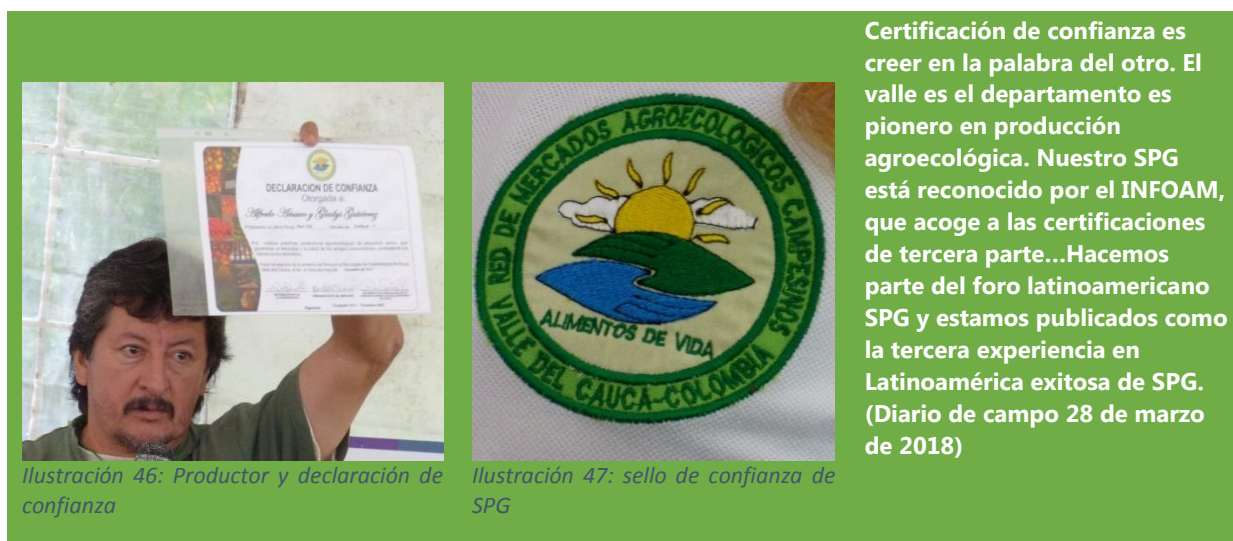 DECLARACION DE CONFIANZA
Otorgada a:
Alfredo Añasco y Gladys Gutiérrez
RED DE MERCADOS AGROECOLOGICOS CAMPESINOS
VALLE DEL CAUCA-COLOMBIA
ALIMENTOS DE VIDA
Ilustración 46: Productor y declaración de
confianza
Ilustración 47: sello de confianza de
SPG
Certificación de confianza es
creer en la palabra del otro. El
valle es el departamento es
pionero en producción
agroecológica. Nuestro SPG
está reconocido por el INFOAM,
que acoge a las certificaciones
de tercera parte...Hacemos
parte del foro latinoamericano
SPG y estamos publicados como
la tercera experiencia en
Latinoamérica exitosa de SPG.
(Diario de campo 28 de marzo
de 2018)